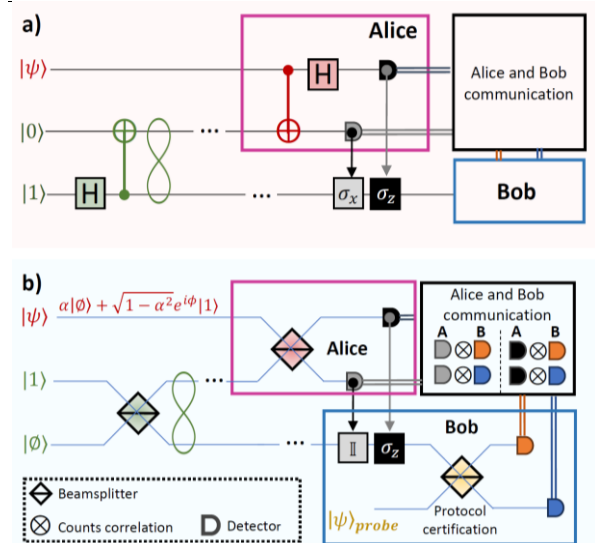 a)
Alice
|ψ⟩
H
Alice and Bob
communication
|0⟩
...
|1⟩
H
...
σx
σz
Bob
b)
α|∅⟩ + √1 − α² e^{iϕ}|1⟩
|ψ⟩
Alice
Alice and Bob
communication
A B A B
|1⟩
...
|∅⟩
...
𝕀
σz
Bob
Beamsplitter
Counts correlation
Detector
|ψ⟩probe
Protocol
certification